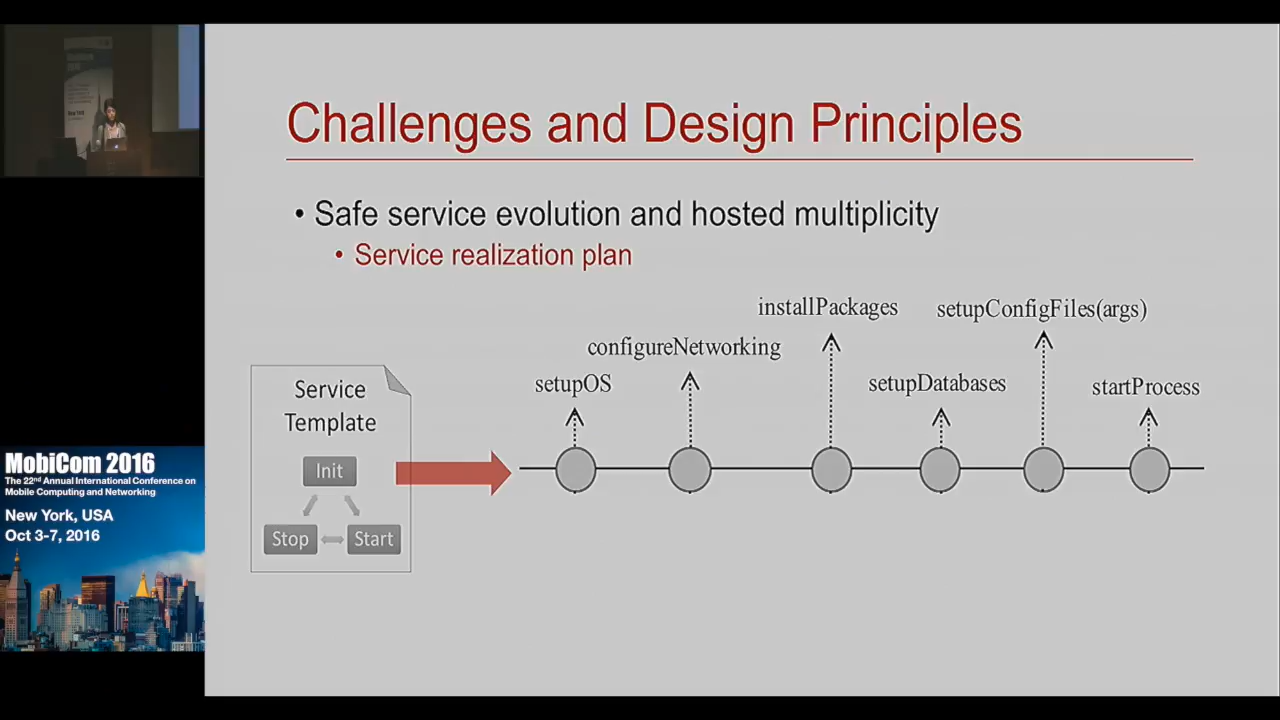 Challenges and Design Principles
• Safe service evolution and hosted multiplicity
• Service realization plan
installPackages
setupConfigFiles(args)
configureNetworking
setupOS
setupDatabases
startProcess
Service
Template
Init
Stop
Start
MobiCom 2016
The 22nd Annual International Conference on
Mobile Computing and Networking
New York, USA
Oct 3-7, 2016